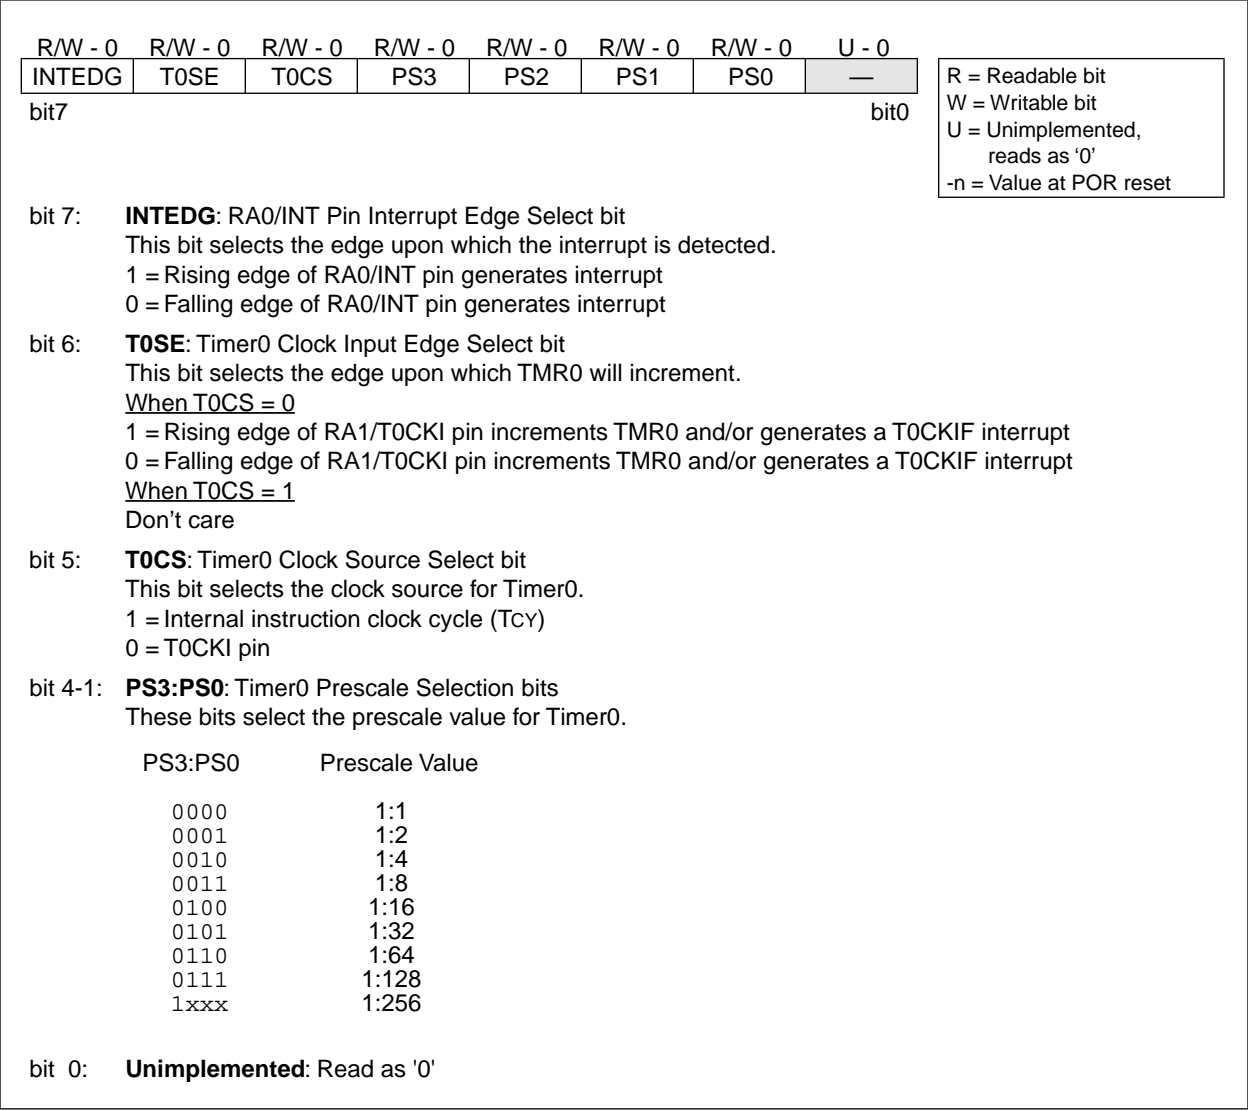 R/W - 0 R/W - 0 R/W - 0 R/W - 0 R/W - 0 R/W - 0 R/W - 0 U - 0
INTEDG T0SE T0CS PS3 PS2 PS1 PS0 —
bit7 bit0
R = Readable bit
W = Writable bit
U = Unimplemented,
reads as ‘0’
-n = Value at POR reset
bit 7: INTEDG: RA0/INT Pin Interrupt Edge Select bit
This bit selects the edge upon which the interrupt is detected.
1 = Rising edge of RA0/INT pin generates interrupt
0 = Falling edge of RA0/INT pin generates interrupt
bit 6: T0SE: Timer0 Clock Input Edge Select bit
This bit selects the edge upon which TMR0 will increment.
When T0CS = 0
1 = Rising edge of RA1/T0CKI pin increments TMR0 and/or generates a T0CKIF interrupt
0 = Falling edge of RA1/T0CKI pin increments TMR0 and/or generates a T0CKIF interrupt
When T0CS = 1
Don’t care
bit 5: T0CS: Timer0 Clock Source Select bit
This bit selects the clock source for Timer0.
1 = Internal instruction clock cycle (TCY)
0 = T0CKI pin
bit 4-1: PS3:PS0: Timer0 Prescale Selection bits
These bits select the prescale value for Timer0.
PS3:PS0 Prescale Value
0000 1:1
0001 1:2
0010 1:4
0011 1:8
0100 1:16
0101 1:32
0110 1:64
0111 1:128
1xxx 1:256
bit 0: Unimplemented: Read as '0'